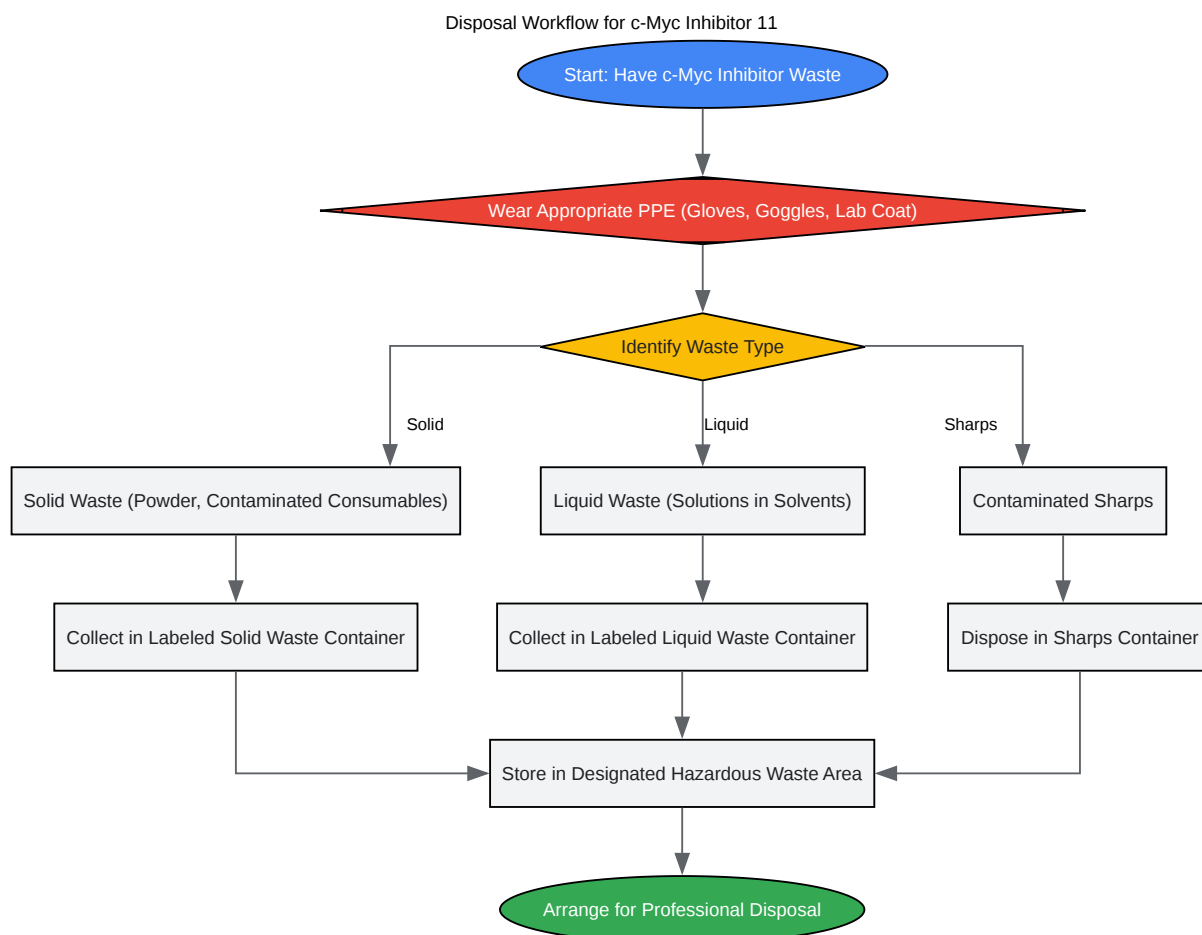 Disposal Workflow for c-Myc Inhibitor 11
Start: Have c-Myc Inhibitor Waste
Wear Appropriate PPE (Gloves, Goggles, Lab Coat)
Identify Waste Type
Solid
Liquid
Sharps
Solid Waste (Powder, Contaminated Consumables)
Liquid Waste (Solutions in Solvents)
Contaminated Sharps
Collect in Labeled Solid Waste Container
Collect in Labeled Liquid Waste Container
Dispose in Sharps Container
Store in Designated Hazardous Waste Area
Arrange for Professional Disposal